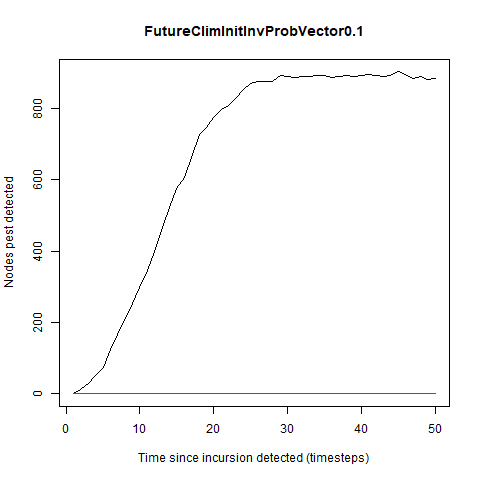 FutureClimInitInvProbVector0.1
Nodes pest detected
800
600
400
200
0
0 10 20 30 40 50
Time since incursion detected (timesteps)